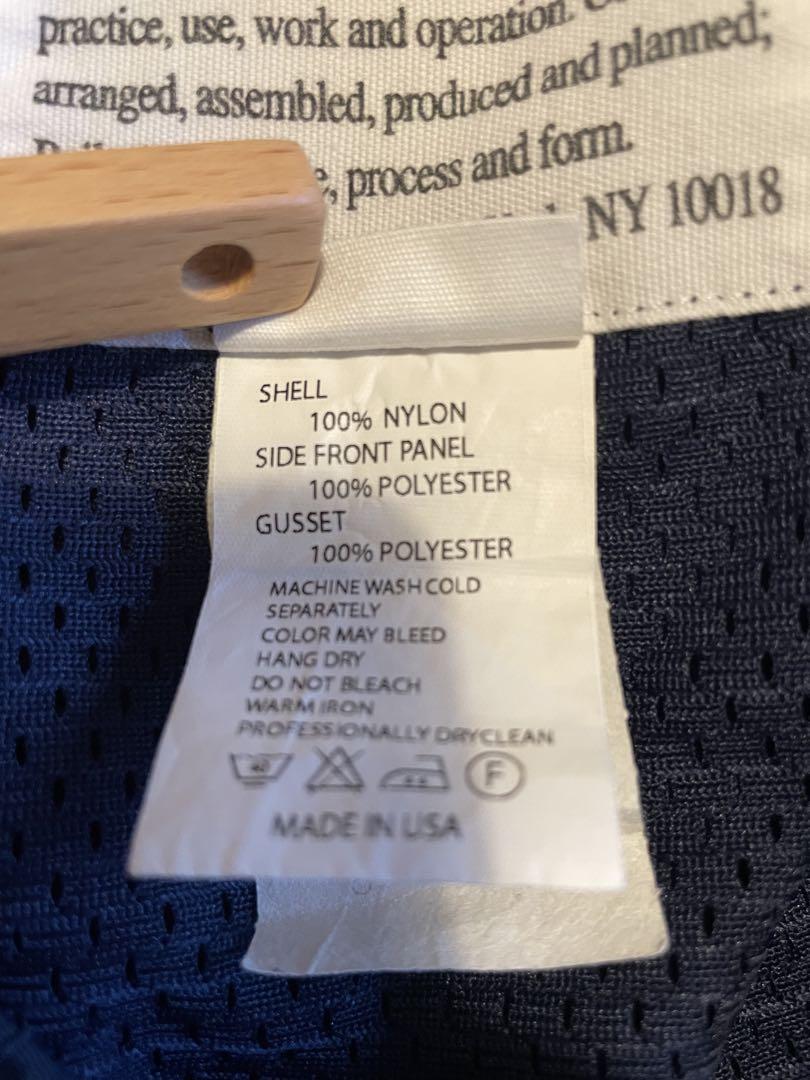 practice, use, work and operation.
arranged, assembled, produced and planned;
process and form.
NY 10018
SHELL
100% NYLON
SIDE FRONT PANEL
100% POLYESTER
GUSSET
100% POLYESTER
MACHINE WASH COLD
SEPARATELY
COLOR MAY BLEED
HANG DRY
DO NOT BLEACH
WARM IRON
PROFESSIONALLY DRYCLEAN
F
MADE IN USA